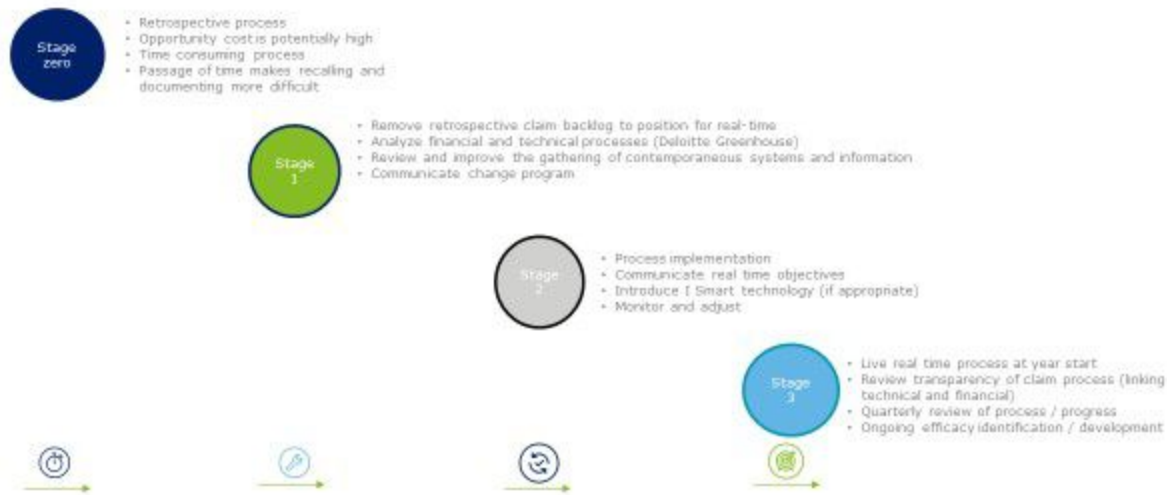 Stage
zero
• Retrospective process
• Opportunity cost is potentially high
• Time consuming process
• Passage of time makes recalling and
documenting more difficult
Stage
1
• Remove retrospective claim backlog to position for real-time
• Analyze financial and technical processes (Deloitte Greenhouse)
• Review and improve the gathering of contemporaneous systems and information
• Communicate change program
Stage
2
• Process implementation
• Communicate real time objectives
• Introduce I Smart technology (if appropriate)
• Monitor and adjust
Stage
3
• Live real time process at year start
• Review transparency of claim process (linking
technical and financial)
• Quarterly review of process / progress
• Ongoing efficacy identification / development